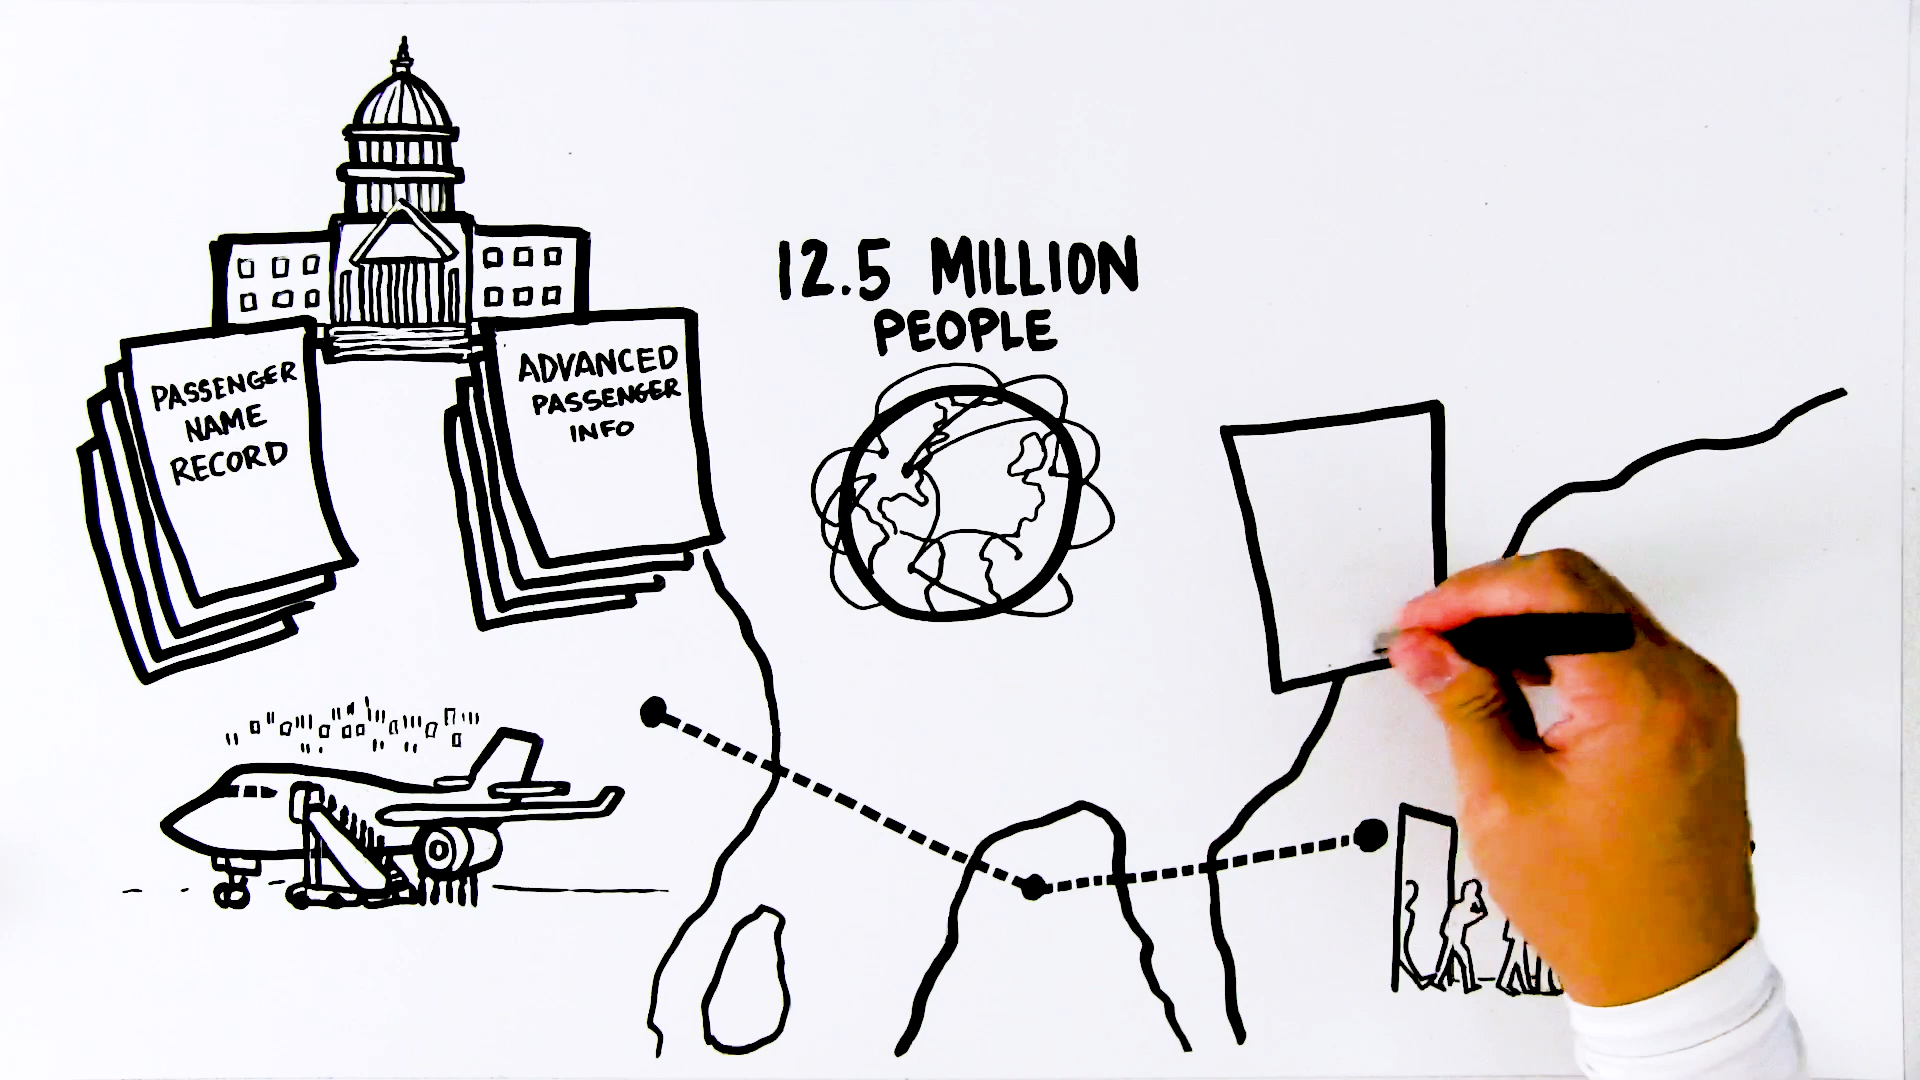 PASSENGER
NAME
RECORD
ADVANCED
PASSENGER
INFO
12.5 MILLION
PEOPLE